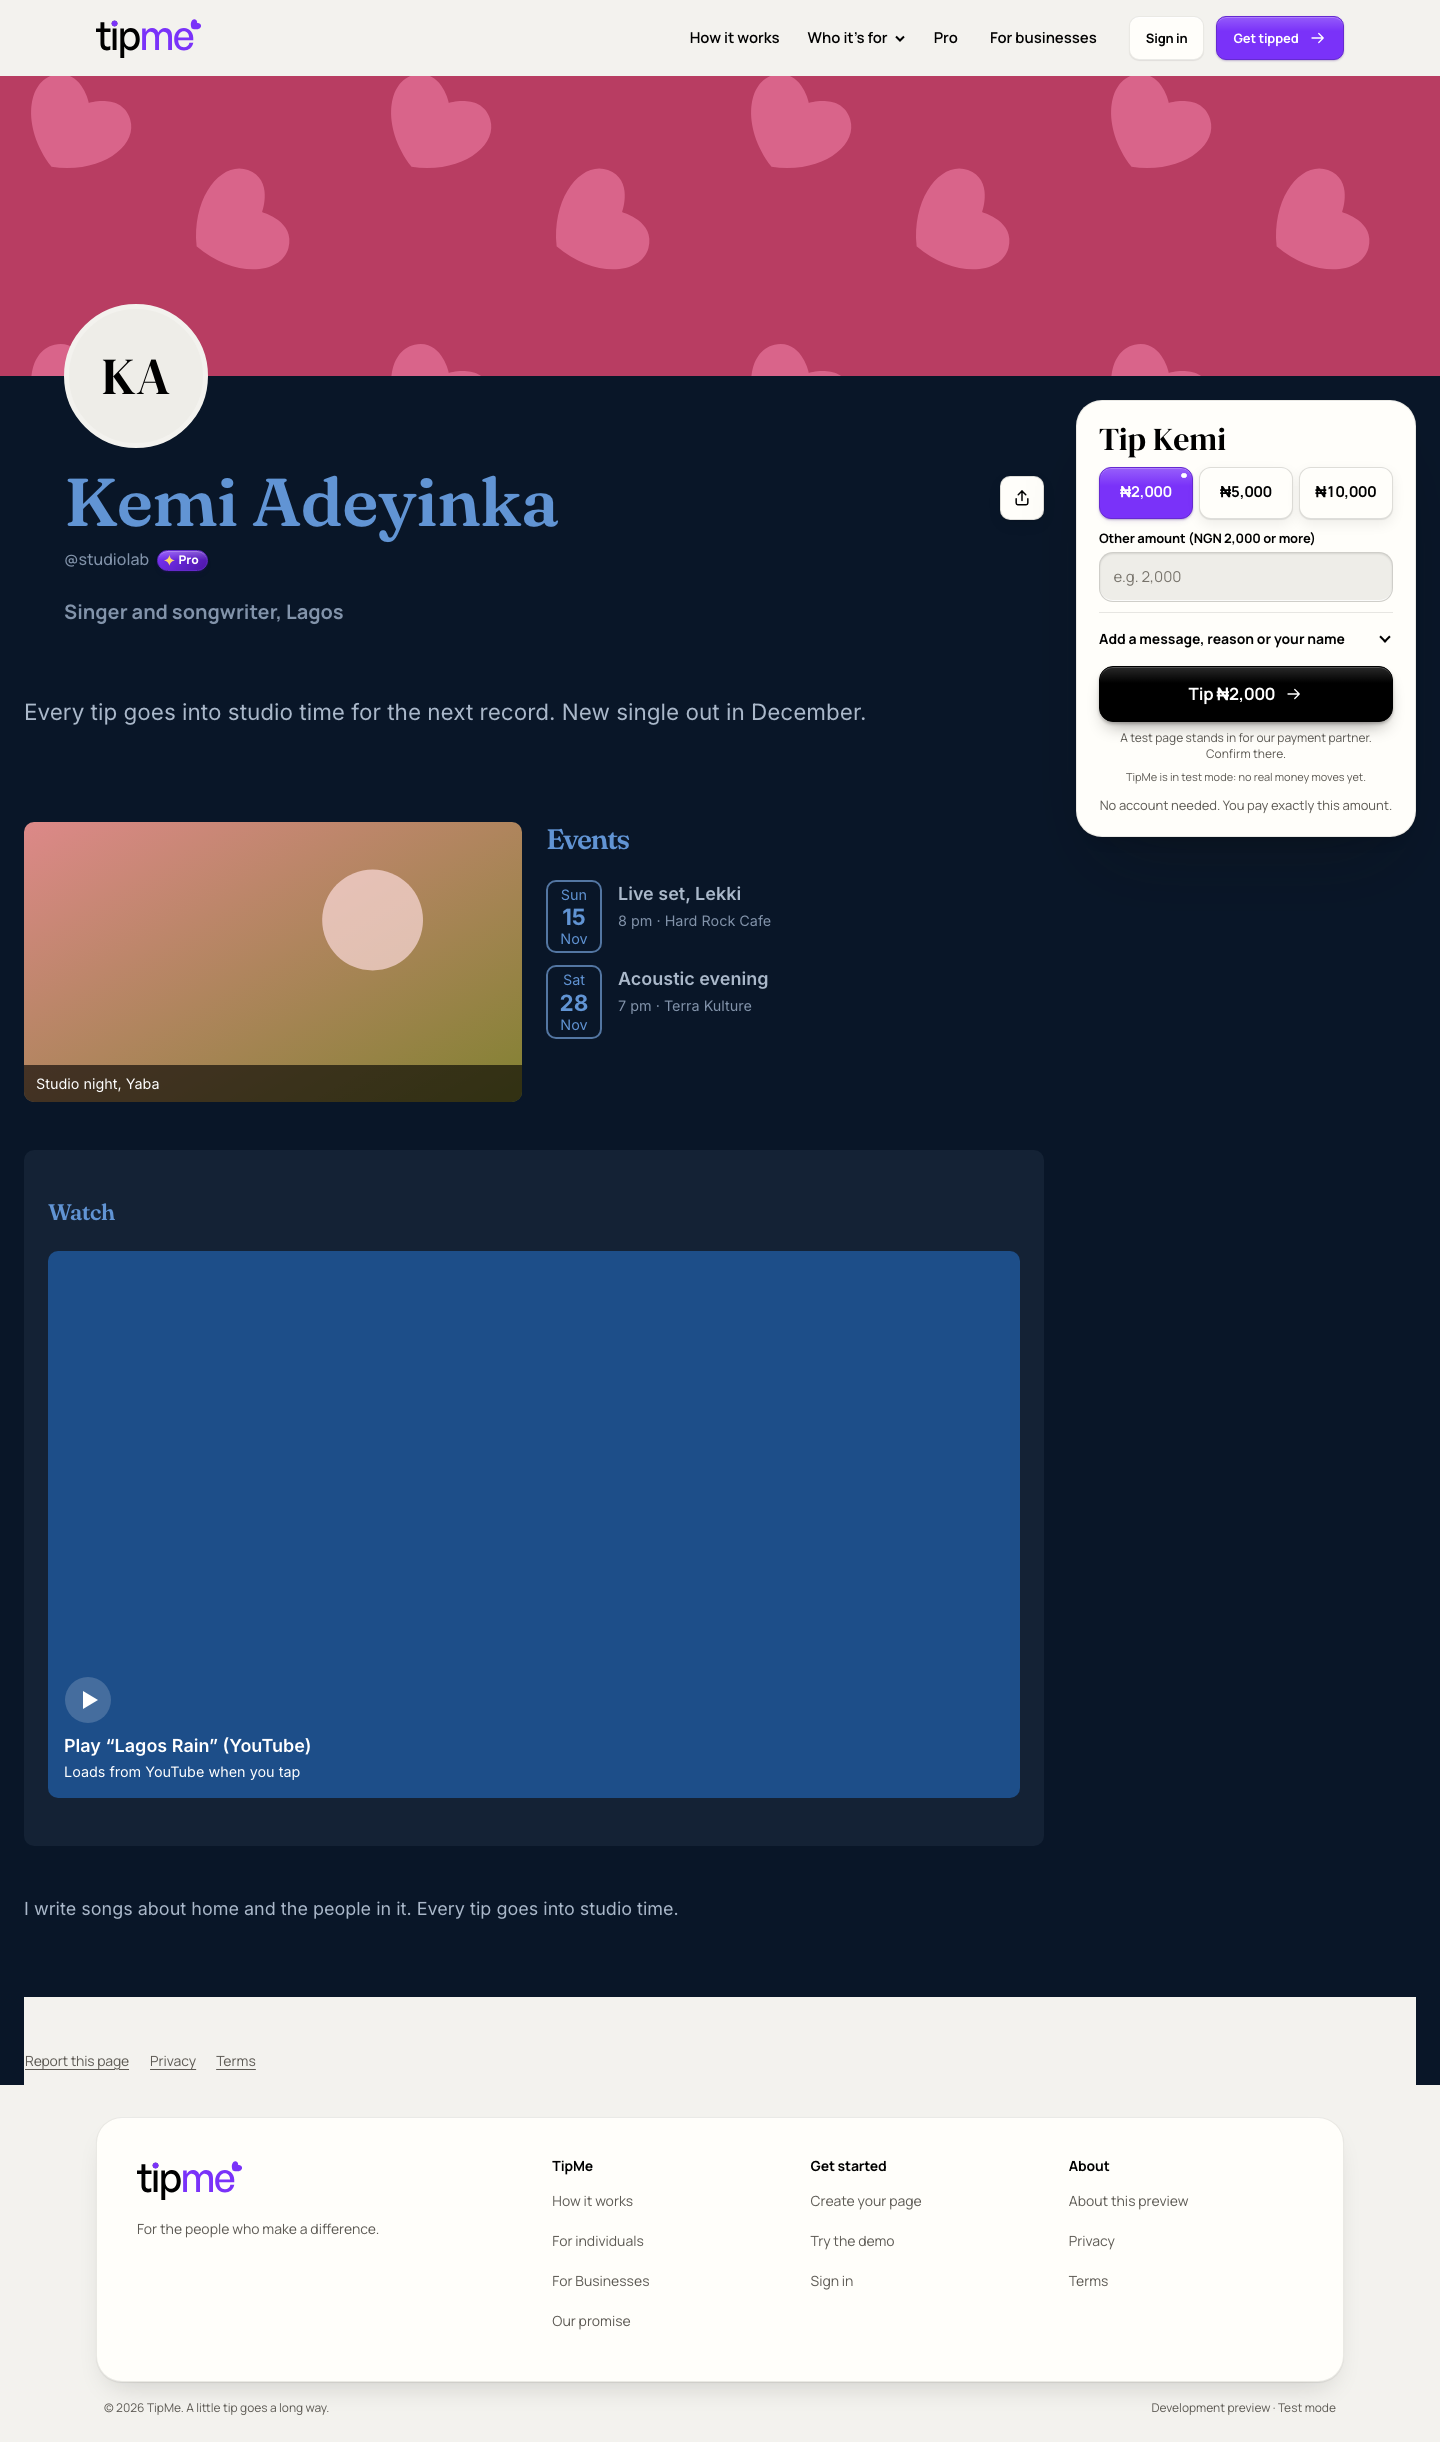 tipme
How it works
Who it's for
Pro
For businesses
Sign in
Get tipped
KA
Kemi Adeyinka
@studiolab
Pro
Singer and songwriter, Lagos
Tip Kemi
₦2,000
₦5,000
₦10,000
Other amount (NGN 2,000 or more)
e.g. 2,000
Add a message, reason or your name
Tip ₦2,000
A test page stands in for our payment partner.
Confirm there.
TipMe is in test mode: no real money moves yet.
No account needed. You pay exactly this amount.
Every tip goes into studio time for the next record. New single out in December.
Studio night, Yaba
Events
Sun
15
Nov
Live set, Lekki
8 pm · Hard Rock Cafe
Sat
28
Nov
Acoustic evening
7 pm · Terra Kulture
Watch
Play “Lagos Rain” (YouTube)
Loads from YouTube when you tap
I write songs about home and the people in it. Every tip goes into studio time.
Report this page
Privacy
Terms
tipme
For the people who make a difference.
TipMe
How it works
For individuals
For Businesses
Our promise
Get started
Create your page
Try the demo
Sign in
About
About this preview
Privacy
Terms
© 2026 TipMe. A little tip goes a long way.
Development preview · Test mode